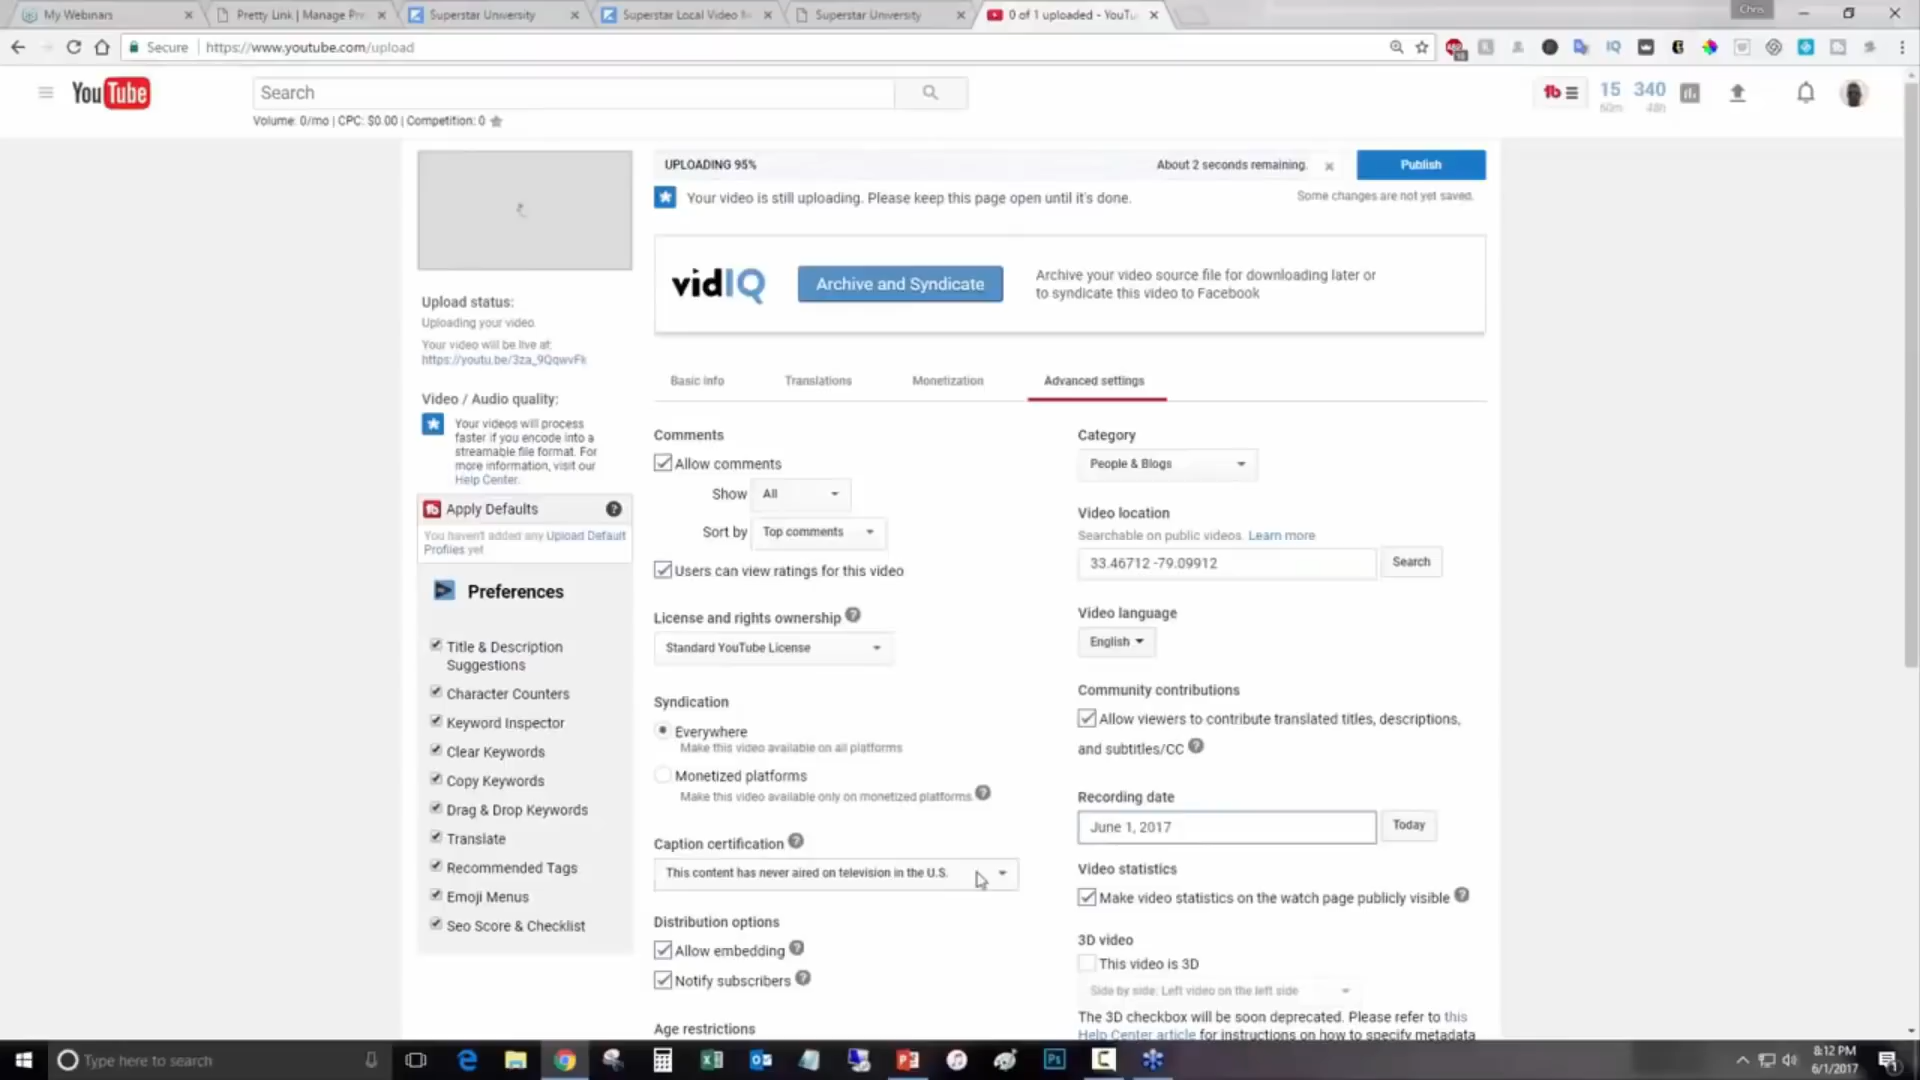 My Webinars
Pretty Link | Manage Pre
Superstar University
Superstar Local Video
Superstar University
0 of 1 uploaded - YouTu
Chris
Secure
https://www.youtube.com/upload
YouTube
Search
15
60m
340
48h
Volume: 0/mo | CPC: $0.00 | Competition: 0
UPLOADING 95%
About 2 seconds remaining.
Publish
Your video is still uploading. Please keep this page open until it's done.
Some changes are not yet saved.
vidIQ
Archive and Syndicate
Archive your video source file for downloading later or
to syndicate this video to Facebook
Upload status:
Uploading your video.
Your video will be live at:
https://youtu.be/3za_9QqwvFk
Video / Audio quality:
Your videos will process
faster if you encode into a
streamable file format. For
more information, visit our
Help Center.
Apply Defaults
You haven't added any Upload Default
Profiles yet
Preferences
Title & Description
Suggestions
Character Counters
Keyword Inspector
Clear Keywords
Copy Keywords
Drag & Drop Keywords
Translate
Recommended Tags
Emoji Menus
Seo Score & Checklist
Basic info
Translations
Monetization
Advanced settings
Comments
Allow comments
Show All
Sort by Top comments
Users can view ratings for this video
License and rights ownership
Standard YouTube License
Syndication
Everywhere
Make this video available on all platforms
Monetized platforms
Make this video available only on monetized platforms
Caption certification
This content has never aired on television in the U.S.
Distribution options
Allow embedding
Notify subscribers
Age restrictions
Category
People & Blogs
Video location
Searchable on public videos. Learn more
33.46712 -79.09912
Search
Video language
English
Community contributions
Allow viewers to contribute translated titles, descriptions,
and subtitles/CC
Recording date
June 1, 2017
Today
Video statistics
Make video statistics on the watch page publicly visible
3D video
This video is 3D
Side by side: Left video on the left side
The 3D checkbox will be soon deprecated. Please refer to this
Help Center article for instructions on how to specify metadata
Type here to search
8:12 PM
6/1/2017